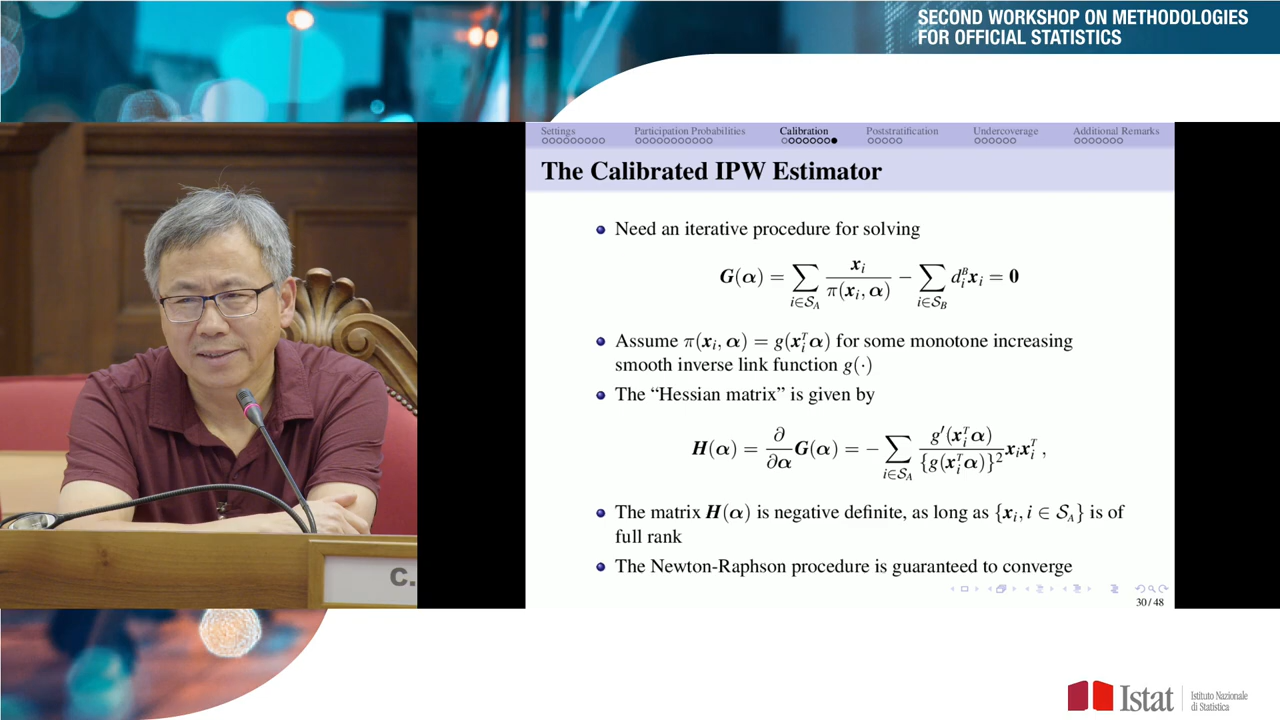 SECOND WORKSHOP ON METHODOLOGIES
FOR OFFICIAL STATISTICS
Settings Participation Probabilities Calibration Poststratification Undercoverage Additional Remarks
The Calibrated IPW Estimator
Need an iterative procedure for solving
G(α) = ∑_{i∈S_A} x_i / π(x_i, α) − ∑_{i∈S_B} d_i^B x_i = 0
Assume π(x_i, α) = g(x_i^T α) for some monotone increasing
smooth inverse link function g(·)
The “Hessian matrix” is given by
H(α) = ∂/∂α G(α) = − ∑_{i∈S_A} g′(x_i^T α) / {g(x_i^T α)}² x_i x_i^T ,
The matrix H(α) is negative definite, as long as {x_i, i ∈ S_A} is of
full rank
The Newton-Raphson procedure is guaranteed to converge
30 / 48
C.
Istat
Istituto Nazionale
di Statistica